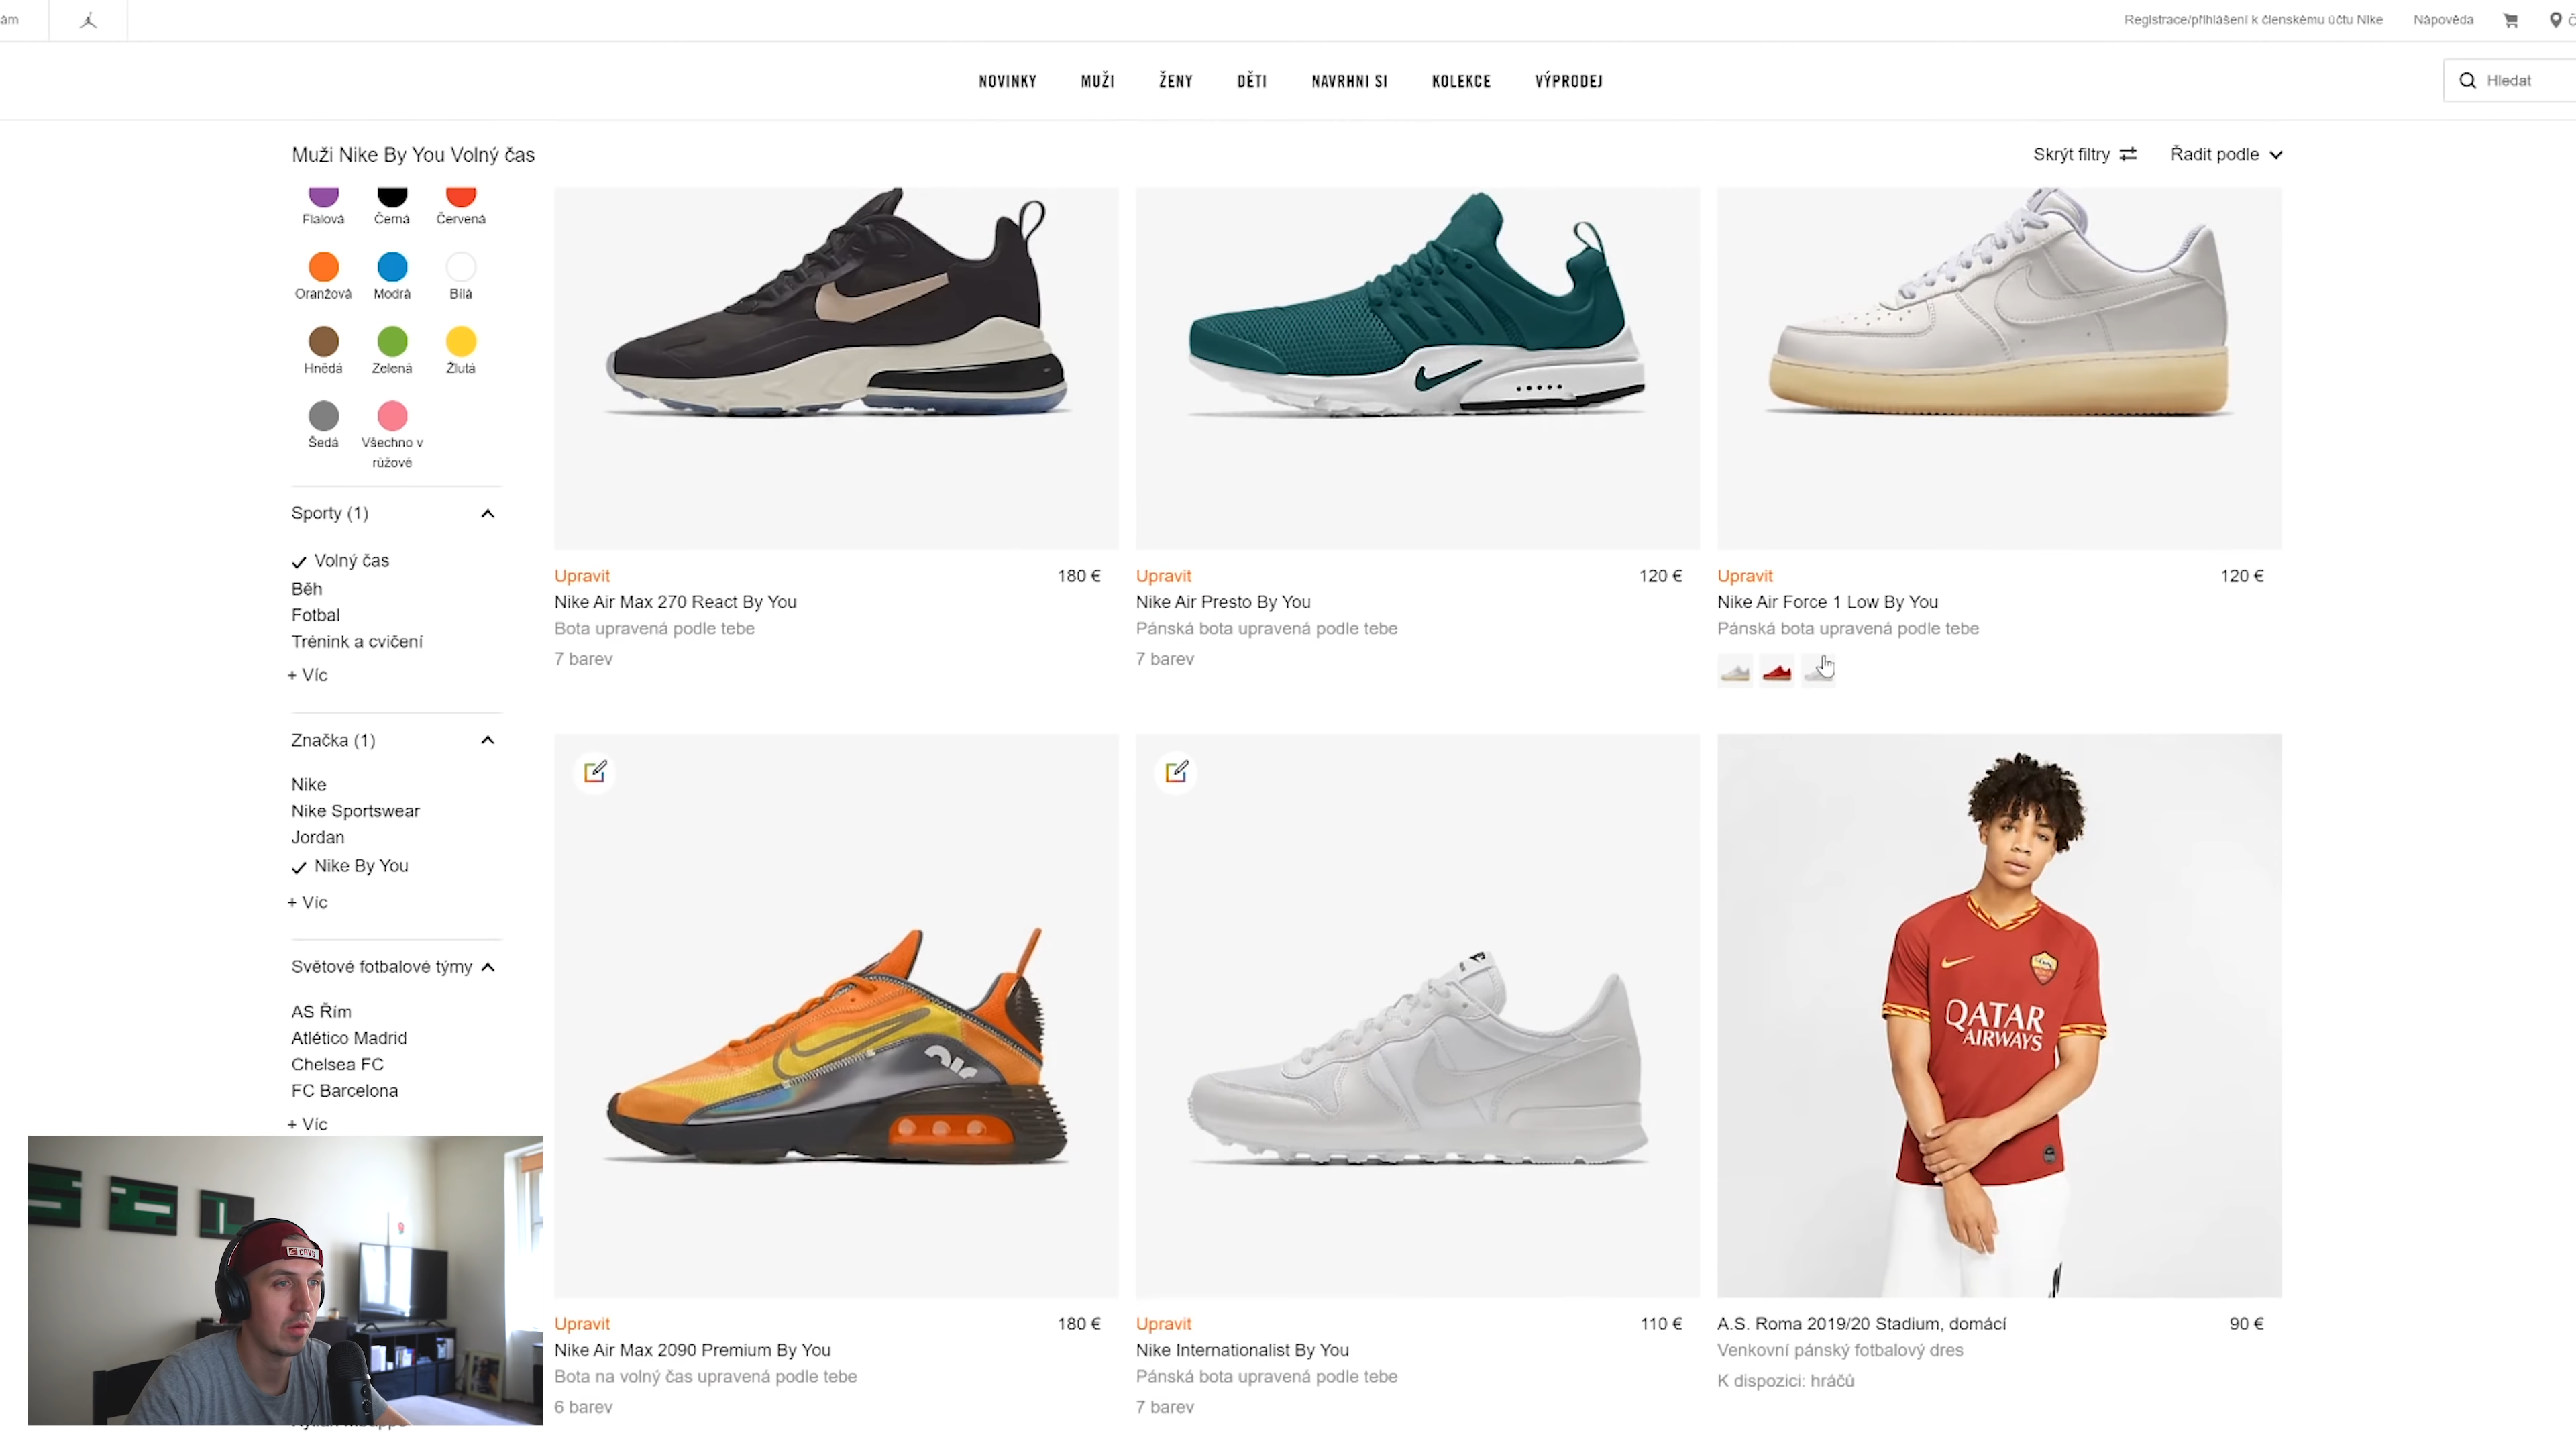 ám
Registrace/přihlášení k členskému účtu Nike
Nápověda
NOVINKY
MUŽI
ŽENY
DĚTI
NAVRHNI SI
KOLEKCE
VÝPRODEJ
Hledat
Muži Nike By You Volný čas
Skrýt filtry
Řadit podle
Fialová
Černá
Červená
Oranžová
Modrá
Bílá
Hnědá
Zelená
Žlutá
Šedá
Všechno v
růžové
Sporty (1)
Volný čas
Běh
Fotbal
Trénink a cvičení
+ Víc
Značka (1)
Nike
Nike Sportswear
Jordan
Nike By You
+ Víc
Světové fotbalové týmy
AS Řím
Atlético Madrid
Chelsea FC
FC Barcelona
+ Víc
Upravit
180 €
Nike Air Max 270 React By You
Bota upravená podle tebe
7 barev
Upravit
120 €
Nike Air Presto By You
Pánská bota upravená podle tebe
7 barev
Upravit
120 €
Nike Air Force 1 Low By You
Pánská bota upravená podle tebe
air
QATAR
AIRWAYS
CAVS
Upravit
180 €
Nike Air Max 2090 Premium By You
Bota na volný čas upravená podle tebe
6 barev
Upravit
110 €
Nike Internationalist By You
Pánská bota upravená podle tebe
7 barev
A.S. Roma 2019/20 Stadium, domácí
90 €
Venkovní pánský fotbalový dres
K dispozici: hráčů